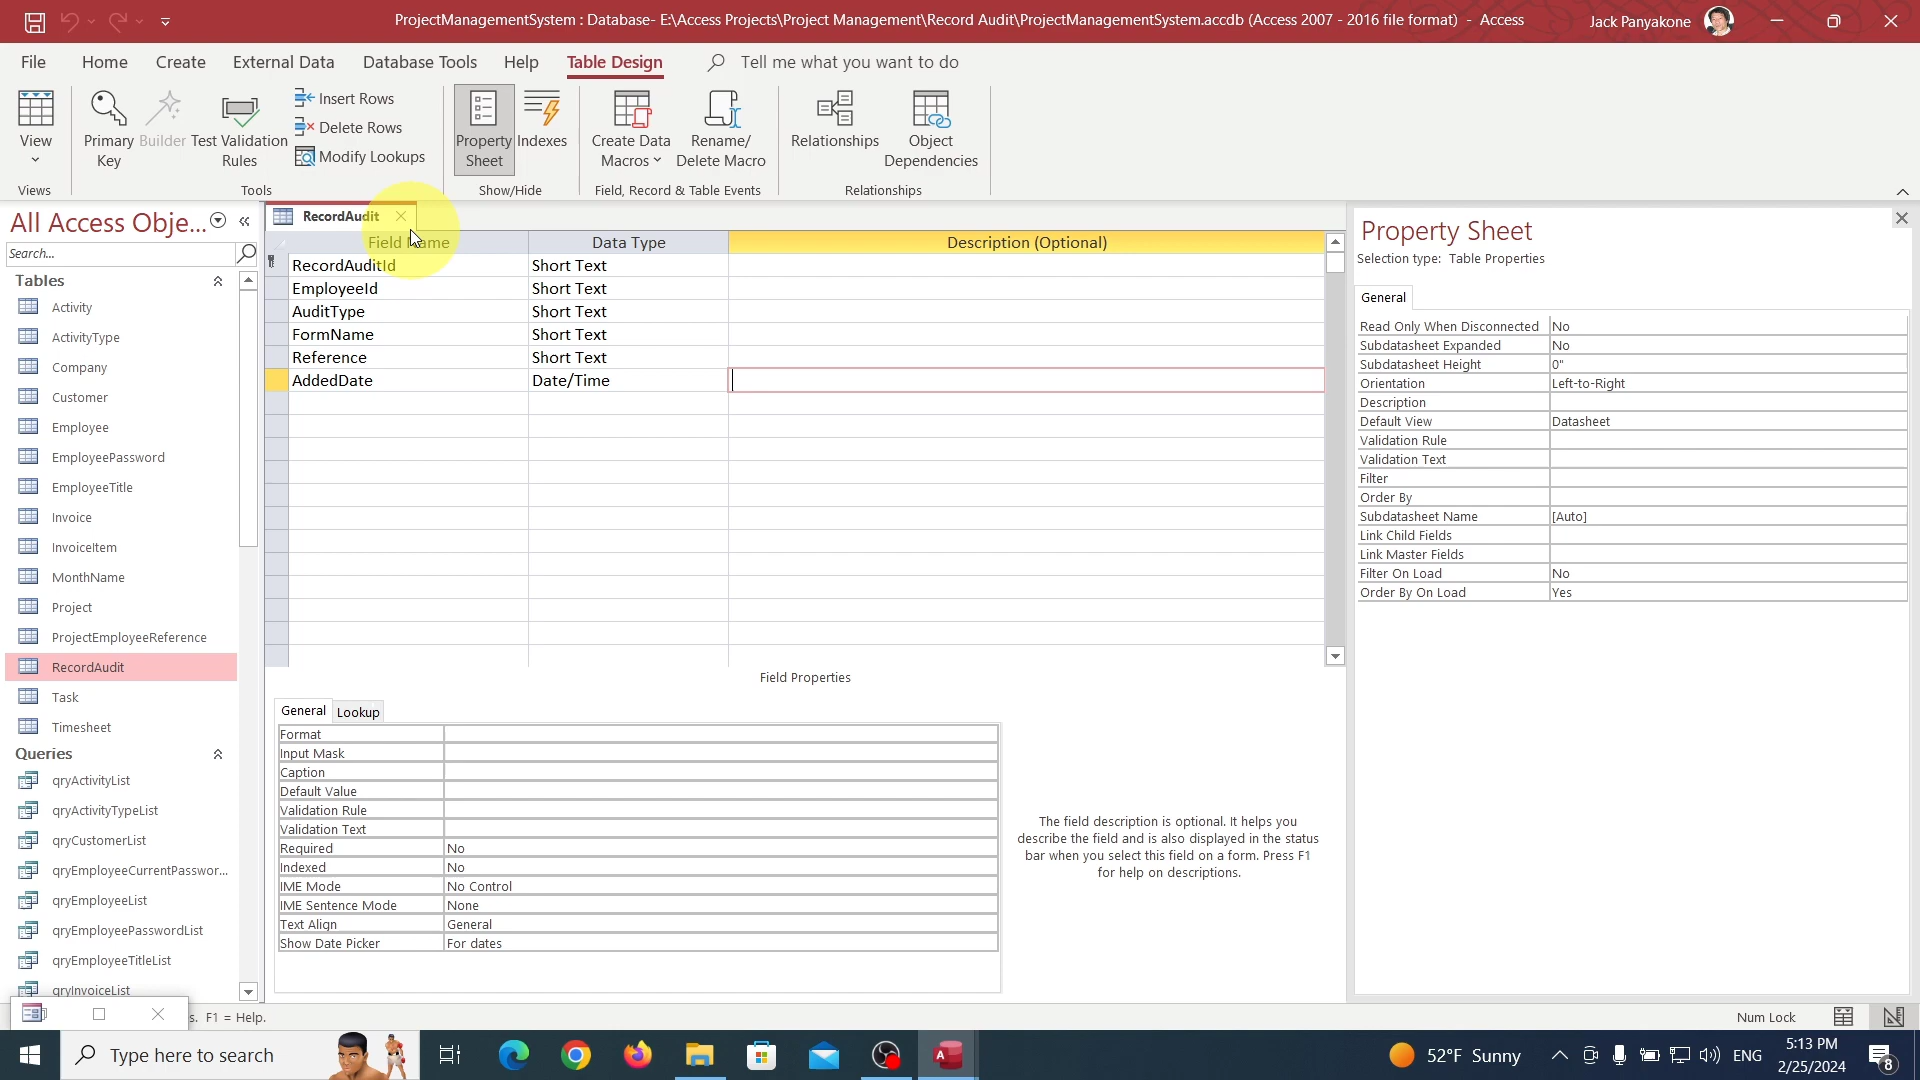 ProjectManagementSystem : Database- E:\Access Projects\Project Management\Record Audit\ProjectManagementSystem.accdb (Access 2007 - 2016 file format) - Access
Jack Panyakone
File
Home
Create
External Data
Database Tools
Help
Table Design
Tell me what you want to do
View
Primary
Key
Builder
Test Validation
Rules
Insert Rows
Delete Rows
Modify Lookups
Property
Sheet
Indexes
Create Data
Macros
Rename/
Delete Macro
Relationships
Object
Dependencies
Views
Tools
Show/Hide
Field, Record & Table Events
Relationships
All Access Obje...
Search...
Tables
Activity
ActivityType
Company
Customer
Employee
EmployeePassword
EmployeeTitle
Invoice
InvoiceItem
MonthName
Project
ProjectEmployeeReference
RecordAudit
Task
Timesheet
Queries
qryActivityList
qryActivityTypeList
qryCustomerList
qryEmployeeCurrentPasswor...
qryEmployeeList
qryEmployeePasswordList
qryEmployeeTitleList
qryInvoiceList
RecordAudit
Field Name
Data Type
Description (Optional)
RecordAuditId
Short Text
EmployeeId
Short Text
AuditType
Short Text
FormName
Short Text
Reference
Short Text
AddedDate
Date/Time
Field Properties
General
Lookup
Format
Input Mask
Caption
Default Value
Validation Rule
Validation Text
Required
No
Indexed
No
IME Mode
No Control
IME Sentence Mode
None
Text Align
General
Show Date Picker
For dates
The field description is optional. It helps you
describe the field and is also displayed in the status
bar when you select this field on a form. Press F1
for help on descriptions.
Property Sheet
Selection type: Table Properties
General
Read Only When Disconnected
No
Subdatasheet Expanded
No
Subdatasheet Height
0"
Orientation
Left-to-Right
Description
Default View
Datasheet
Validation Rule
Validation Text
Filter
Order By
Subdatasheet Name
[Auto]
Link Child Fields
Link Master Fields
Filter On Load
No
Order By On Load
Yes
s. F1 = Help.
Num Lock
Type here to search
52°F Sunny
ENG
5:13 PM
2/25/2024
8